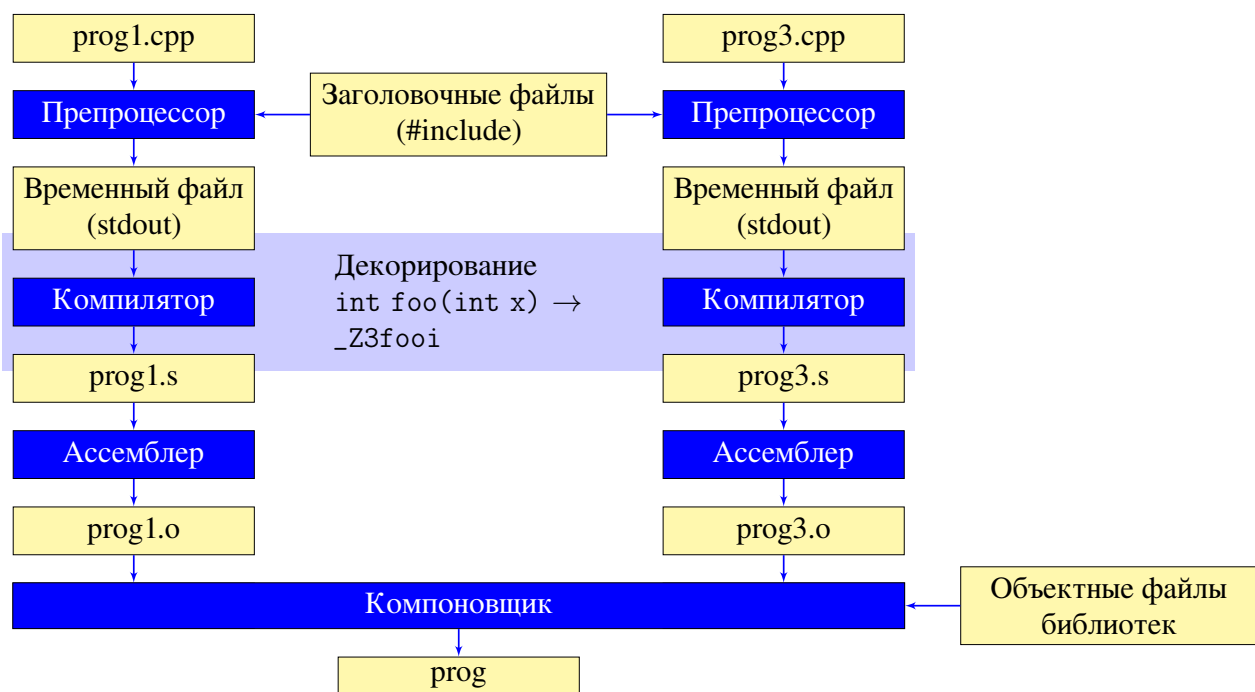 prog1.cpp
prog3.cpp
Препроцессор
Заголовочные файлы
(#include)
Препроцессор
Временный файл
(stdout)
Временный файл
(stdout)
Декорирование
int foo(int x) →
_Z3fooi
Компилятор
Компилятор
prog1.s
prog3.s
Ассемблер
Ассемблер
prog1.o
prog3.o
Компоновщик
Объектные файлы
библиотек
prog